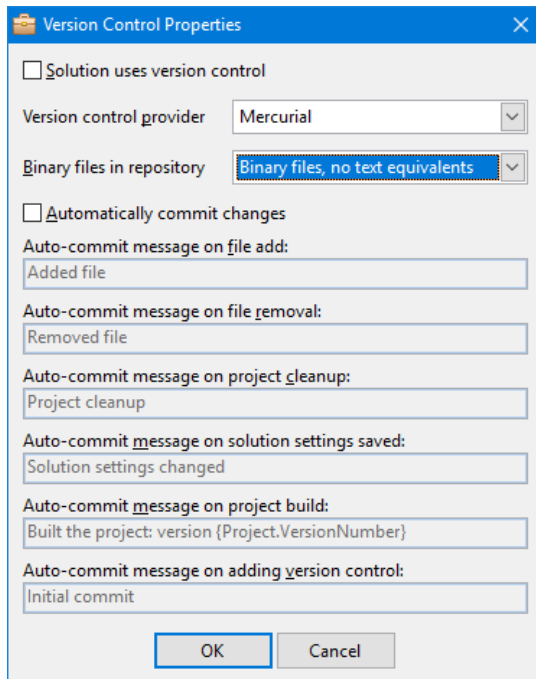 Version Control Properties
Solution uses version control
Version control provider Mercurial
Binary files in repository Binary files, no text equivalents
Automatically commit changes
Auto-commit message on file add:
Added file
Auto-commit message on file removal:
Removed file
Auto-commit message on project cleanup:
Project cleanup
Auto-commit message on solution settings saved:
Solution settings changed
Auto-commit message on project build:
Built the project: version {Project.VersionNumber}
Auto-commit message on adding version control:
Initial commit
OK Cancel